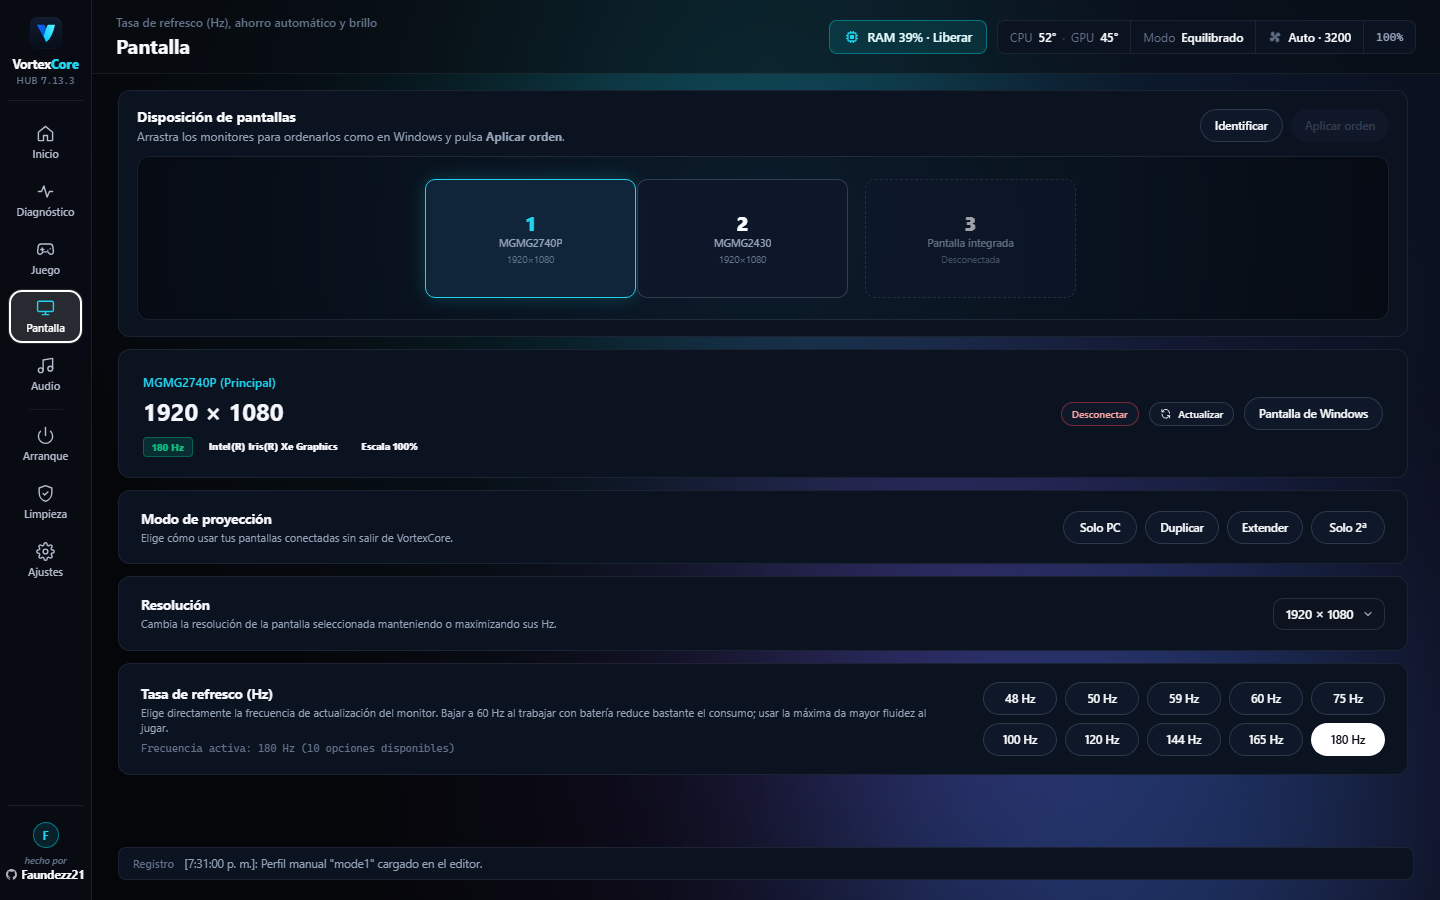 VortexCore
HUB 7.13.3
Inicio
Diagnóstico
Juego
Pantalla
Audio
Arranque
Limpieza
Ajustes
F
hecho por
Faundezz21
Tasa de refresco (Hz), ahorro automático y brillo
Pantalla
RAM 39% · Liberar
CPU 52° · GPU 45°
Modo Equilibrado
Auto · 3200
100%
Disposición de pantallas
Arrastra los monitores para ordenarlos como en Windows y pulsa Aplicar orden.
Identificar
Aplicar orden
1
MGMG2740P
1920×1080
2
MGMG2430
1920×1080
3
Pantalla integrada
Desconectada
MGMG2740P (Principal)
1920 × 1080
180 Hz
Intel(R) Iris(R) Xe Graphics
Escala 100%
Desconectar
Actualizar
Pantalla de Windows
Modo de proyección
Elige cómo usar tus pantallas conectadas sin salir de VortexCore.
Solo PC
Duplicar
Extender
Solo 2ª
Resolución
Cambia la resolución de la pantalla seleccionada manteniendo o maximizando sus Hz.
1920 × 1080
Tasa de refresco (Hz)
Elige directamente la frecuencia de actualización del monitor. Bajar a 60 Hz al trabajar con batería reduce bastante el consumo; usar la máxima da mayor fluidez al
jugar.
Frecuencia activa: 180 Hz (10 opciones disponibles)
48 Hz
50 Hz
59 Hz
60 Hz
75 Hz
100 Hz
120 Hz
144 Hz
165 Hz
180 Hz
Registro
[7:31:00 p. m.]: Perfil manual "mode1" cargado en el editor.